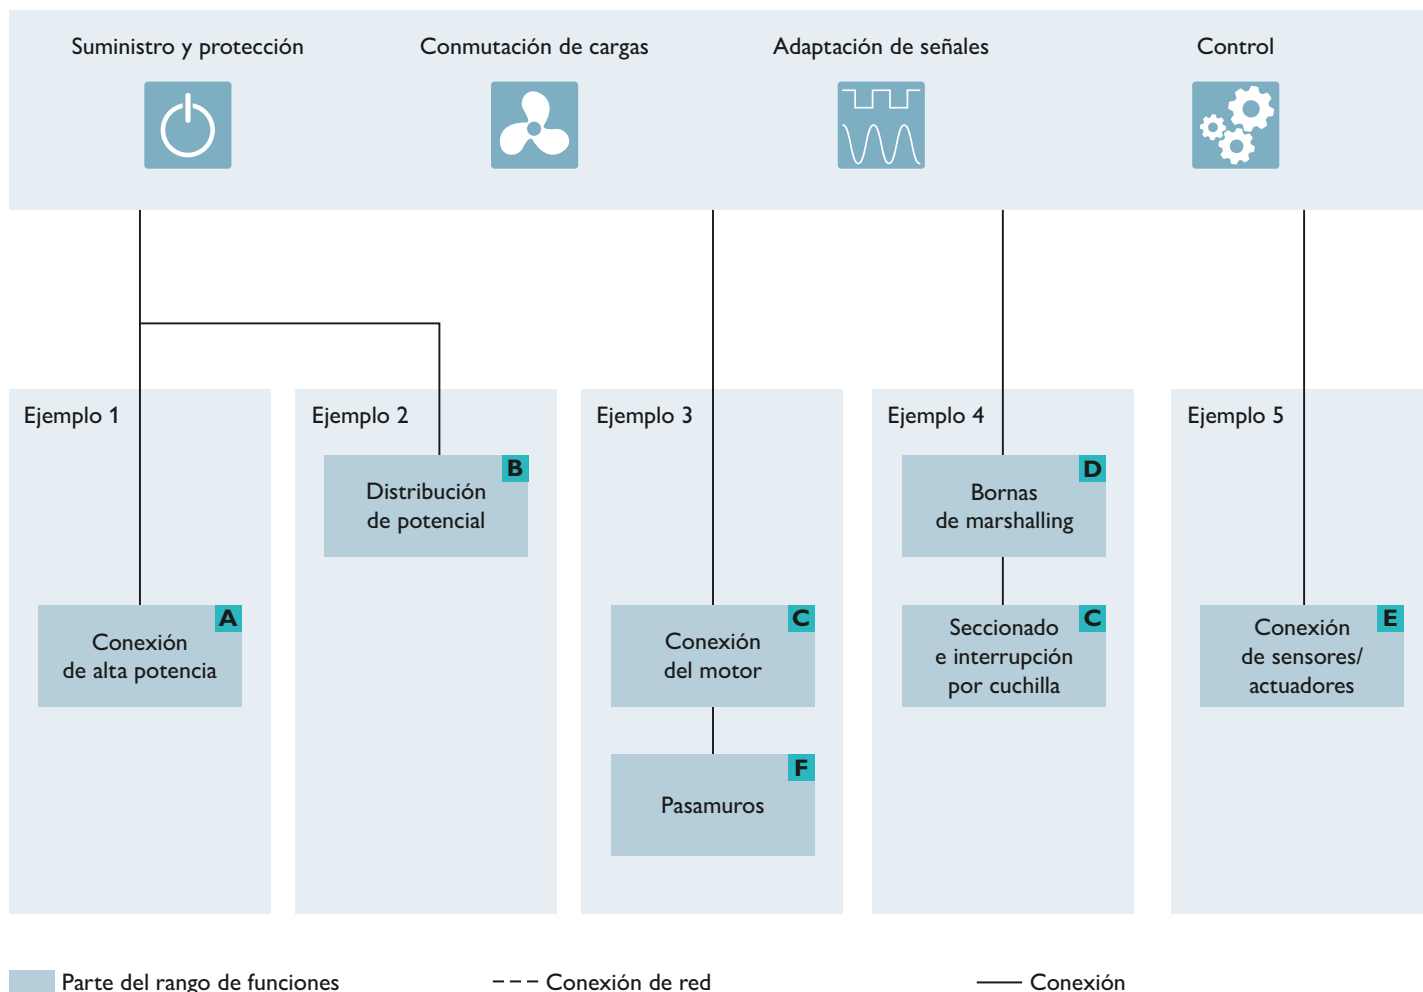 Suministro y protección
Conmutación de cargas
Adaptación de señales
Control
Ejemplo 1
Ejemplo 2
Ejemplo 3
Ejemplo 4
Ejemplo 5
B
Distribución
de potencial
D
Bornas
de marshalling
A
Conexión
de alta potencia
C
Conexión
del motor
C
Seccionado
e interrupción
por cuchilla
E
Conexión
de sensores/
actuadores
F
Pasamuros
Parte del rango de funciones
Conexión de red
Conexión